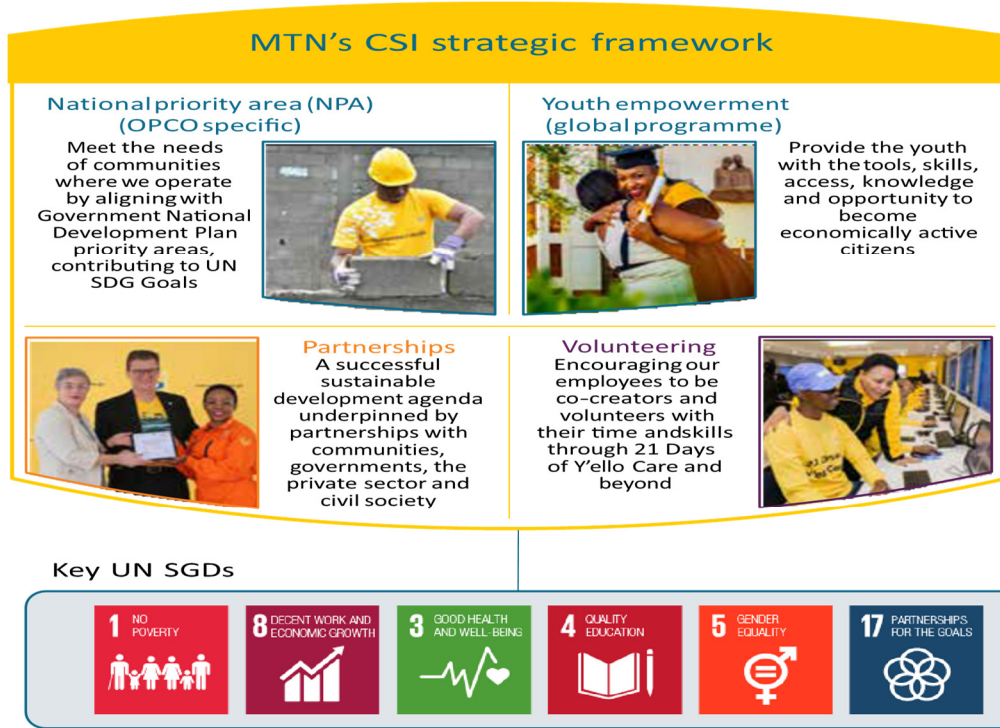 MTN’s CSI strategic framework
National priority area (NPA)
(OPCO specific)
Meet the needs
of communities
where we operate
by aligning with
Government National
Development Plan
priority areas,
contributing to UN
SDG Goals
Youth empowerment
(global programme)
Provide the youth
with the tools, skills,
access, knowledge
and opportunity to
become
economically active
citizens
Partnerships
A successful
sustainable
development agenda
underpinned by
partnerships with
communities,
governments, the
private sector and
civil society
Volunteering
Encouraging our
employees to be
co-creators and
volunteers with
their time andskills
through 21 Days
of Y’ello Care and
beyond
Key UN SGDs
1 NO
POVERTY
8 DECENT WORK AND
ECONOMIC GROWTH
3 GOOD HEALTH
AND WELL-BEING
4 QUALITY
EDUCATION
5 GENDER
EQUALITY
17 PARTNERSHIPS
FOR THE GOALS